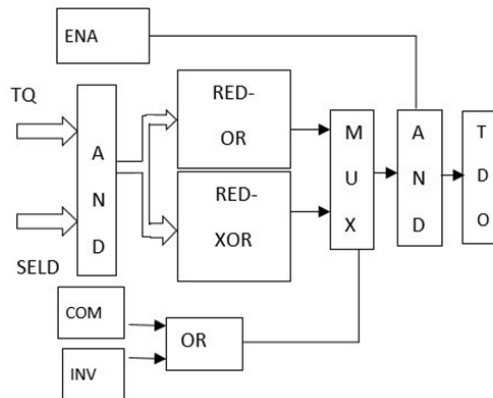 ENA
TQ
RED-
OR
A
N
D
M
U
X
A
N
D
T
D
O
RED-
XOR
SELD
COM
OR
INV